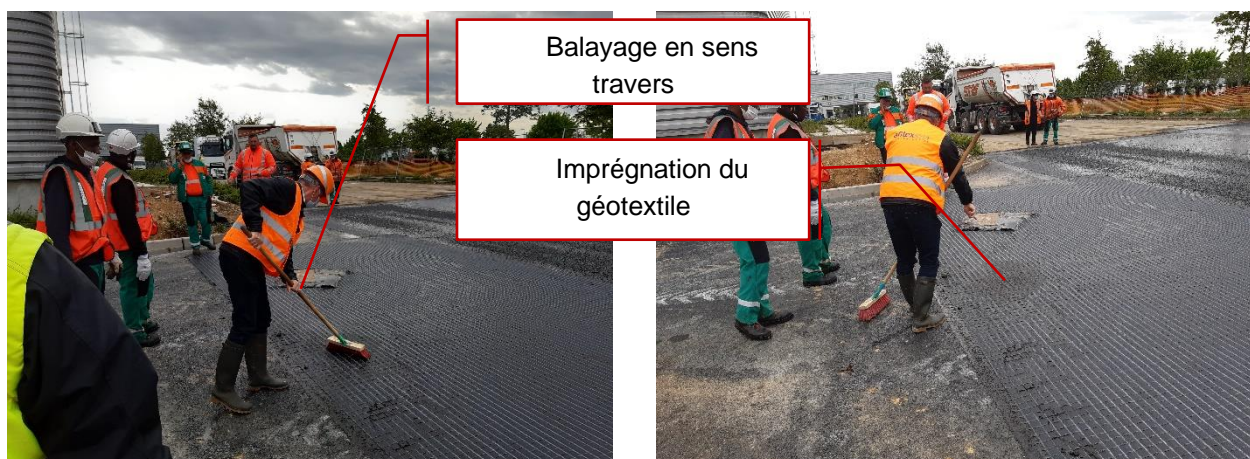 Balayage en sens
travers
Imprégnation du
géotextile